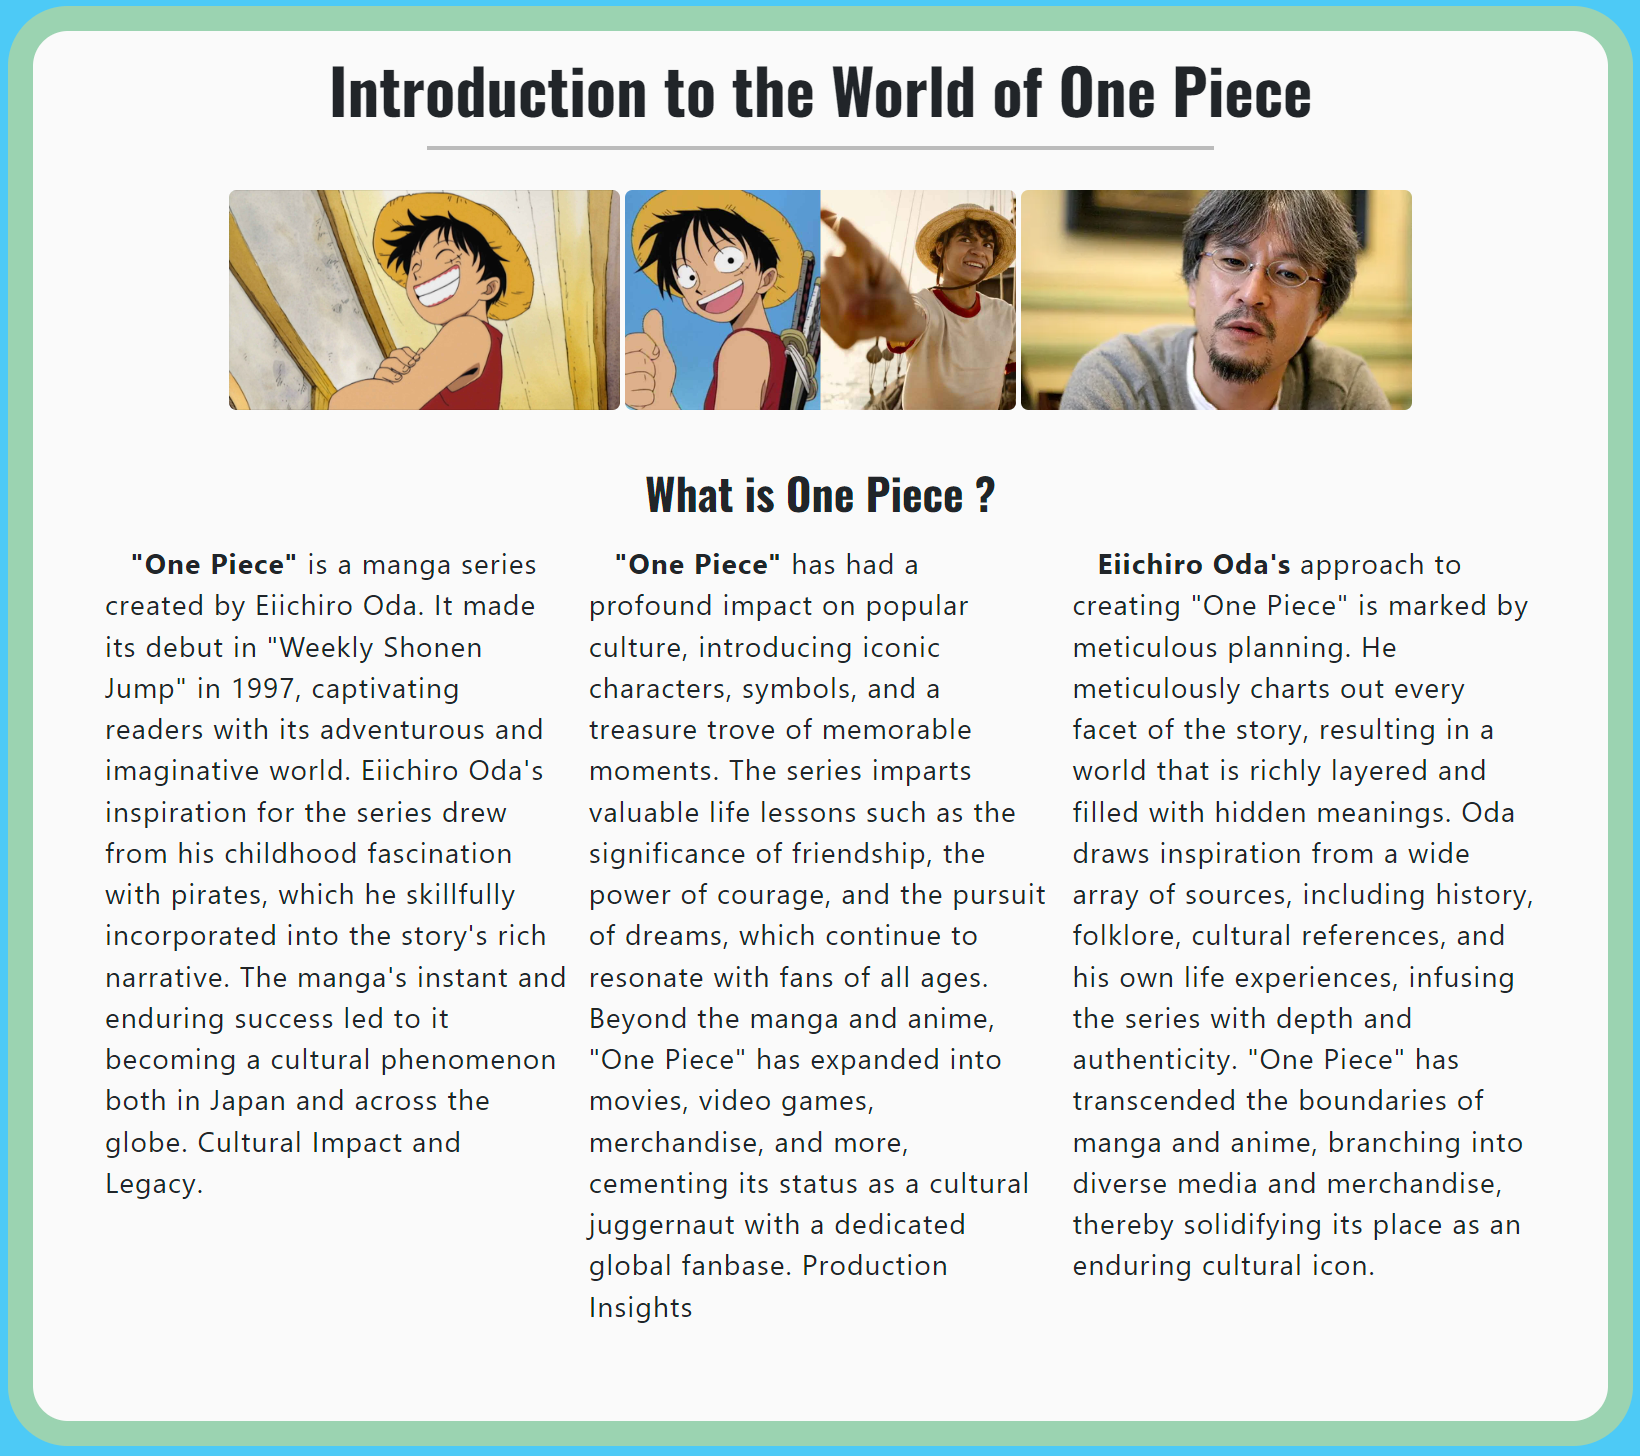 Introduction to the World of One Piece
What is One Piece ?
"One Piece" is a manga series
created by Eiichiro Oda. It made
its debut in "Weekly Shonen
Jump" in 1997, captivating
readers with its adventurous and
imaginative world. Eiichiro Oda's
inspiration for the series drew
from his childhood fascination
with pirates, which he skillfully
incorporated into the story's rich
narrative. The manga's instant and
enduring success led to it
becoming a cultural phenomenon
both in Japan and across the
globe. Cultural Impact and
Legacy.
"One Piece" has had a
profound impact on popular
culture, introducing iconic
characters, symbols, and a
treasure trove of memorable
moments. The series imparts
valuable life lessons such as the
significance of friendship, the
power of courage, and the pursuit
of dreams, which continue to
resonate with fans of all ages.
Beyond the manga and anime,
"One Piece" has expanded into
movies, video games,
merchandise, and more,
cementing its status as a cultural
juggernaut with a dedicated
global fanbase. Production
Insights
Eiichiro Oda's approach to
creating "One Piece" is marked by
meticulous planning. He
meticulously charts out every
facet of the story, resulting in a
world that is richly layered and
filled with hidden meanings. Oda
draws inspiration from a wide
array of sources, including history,
folklore, cultural references, and
his own life experiences, infusing
the series with depth and
authenticity. "One Piece" has
transcended the boundaries of
manga and anime, branching into
diverse media and merchandise,
thereby solidifying its place as an
enduring cultural icon.